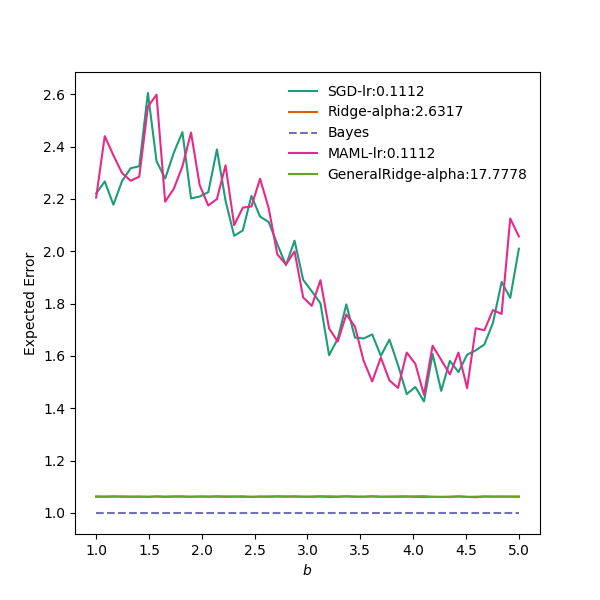 SGD-lr:0.1112
Ridge-alpha:2.6317
Bayes
MAML-lr:0.1112
GeneralRidge-alpha:17.7778
Expected Error
2.6
2.4
2.2
2.0
1.8
1.6
1.4
1.2
1.0
1.0 1.5 2.0 2.5 3.0 3.5 4.0 4.5 5.0
b